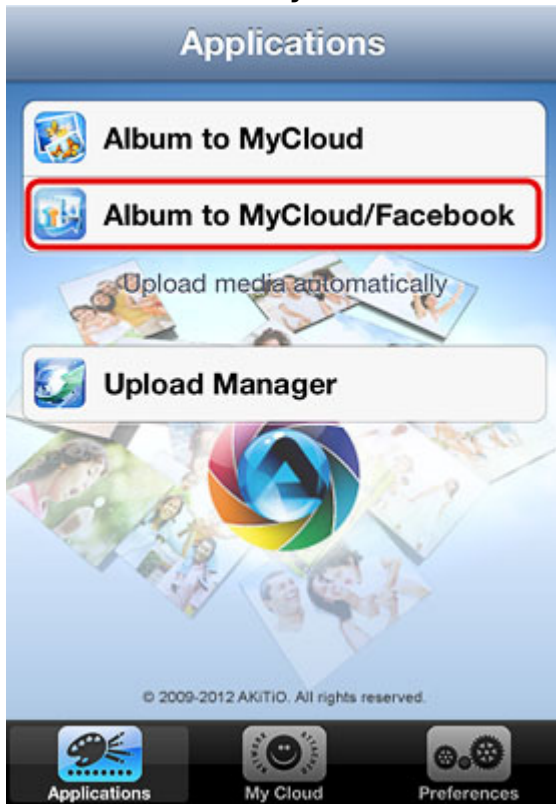 Applications
Album to MyCloud
Album to MyCloud/Facebook
Upload media automatically
Upload Manager
© 2009-2012 AKiTiO. All rights reserved.
Applications
My Cloud
Preferences